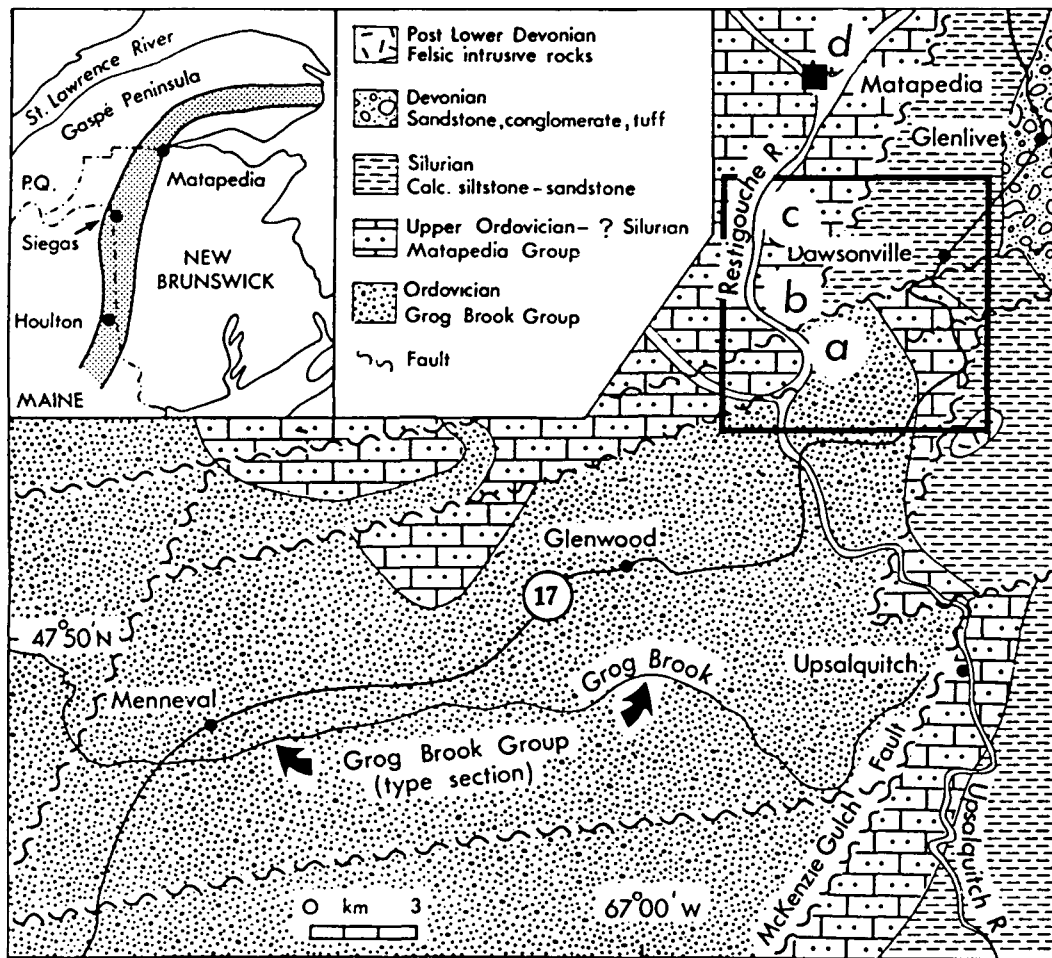 St. Lawrence River
Gaspé Peninsula
P.Q.
Matapedia
Siegas
NEW
BRUNSWICK
Houlton
MAINE
Post Lower Devonian
Felsic intrusive rocks
Devonian
Sandstone, conglomerate, tuff
Silurian
Calc. siltstone-sandstone
Upper Ordovician- ? Silurian
Matapedia Group
Ordovician
Grog Brook Group
Fault
d
Matapedia
Glenlivet
Restigouche R
c
Dawsonville
b
a
Glenwood
17
47°50'N
Menneval
Grog Brook
Upsalquitch
Grog Brook Group
(type section)
McKenzie Gulch Fault
Upsalquitch R
0 km 3
67°00'W